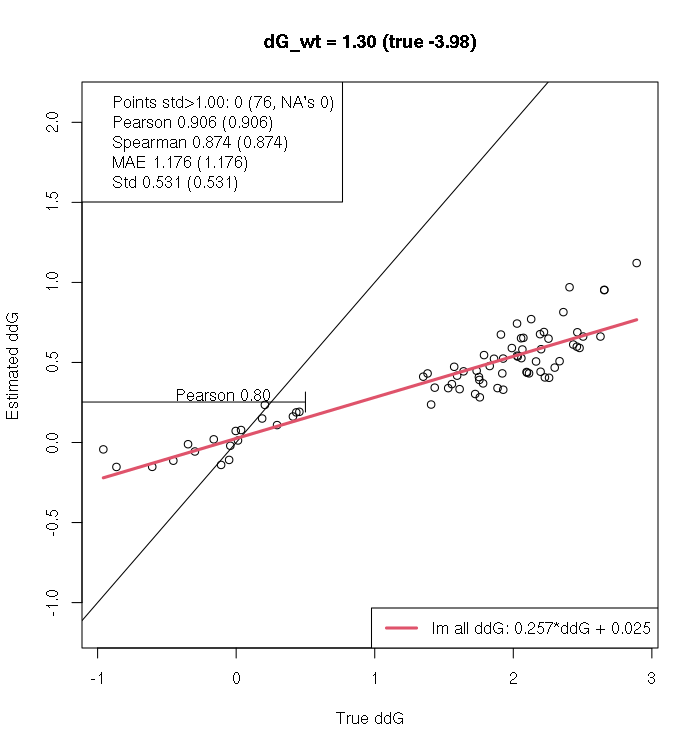 dG_wt = 1.30 (true -3.98)
Points std>1.00: 0 (76, NA's 0)
Pearson 0.906 (0.906)
Spearman 0.874 (0.874)
MAE 1.176 (1.176)
Std 0.531 (0.531)
2.0
1.5
1.0
0.5
0.0
-0.5
-1.0
Estimated ddG
Pearson 0.80
lm all ddG: 0.257*ddG + 0.025
-1 0 1 2 3
True ddG